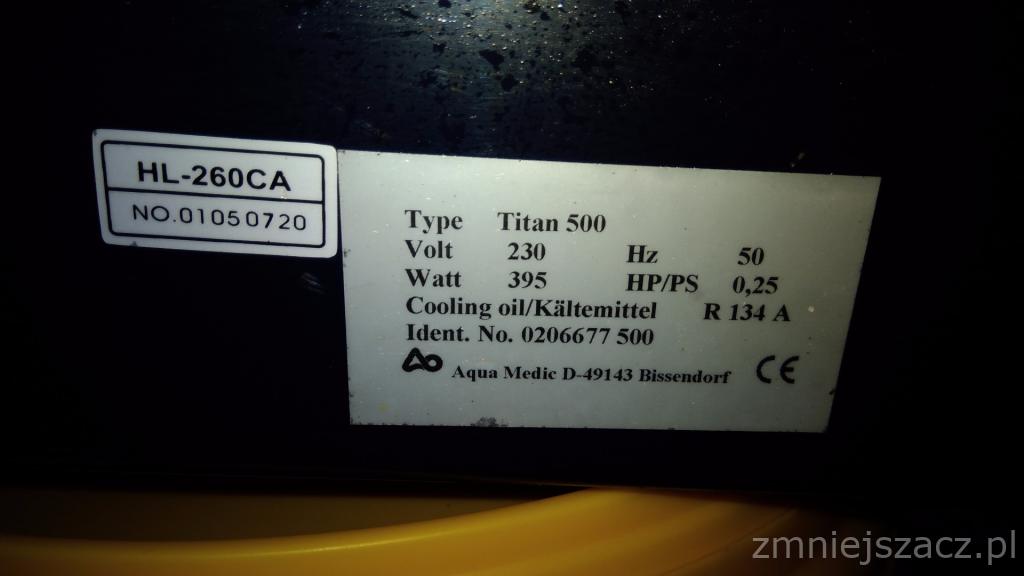 HL-260CA
NO.01050720
Type Titan 500
Volt 230 Hz 50
Watt 395 HP/PS 0,25
Cooling oil/Kältemittel R 134 A
Ident. No. 0206677 500
Aqua Medic D-49143 Bissendorf CE
zmniejszacz.pl